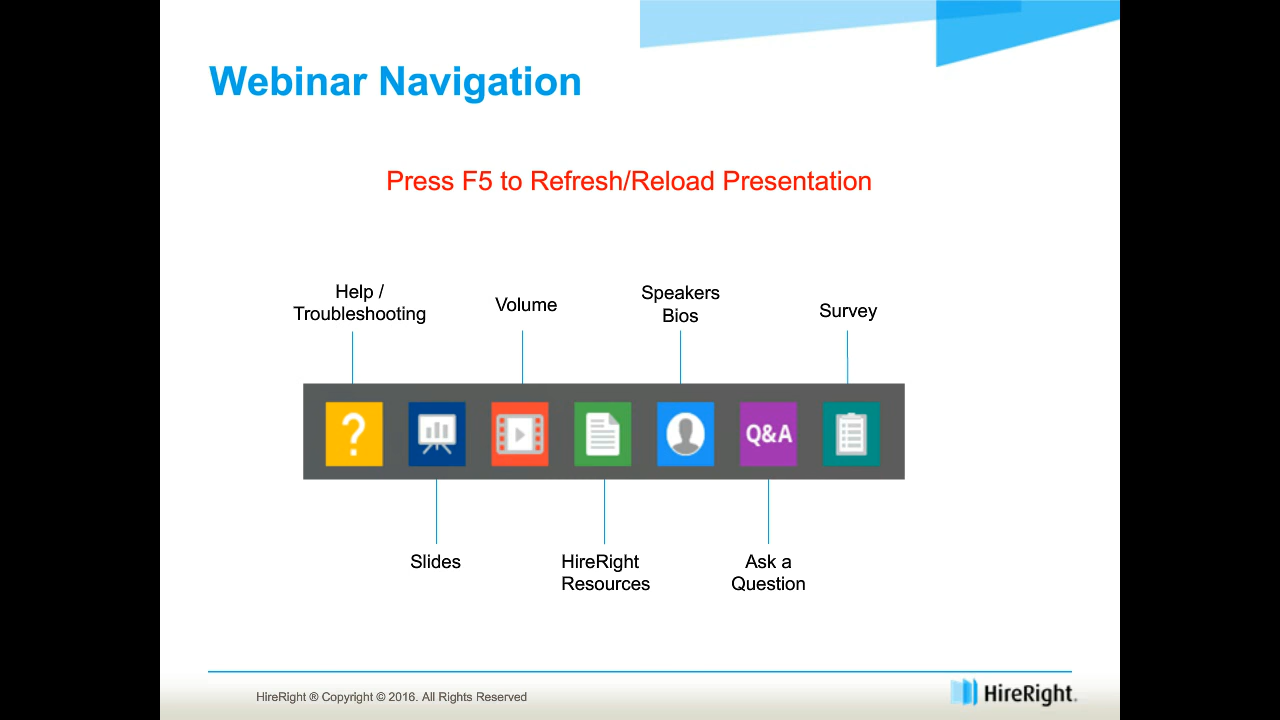 Webinar Navigation
Press F5 to Refresh/Reload Presentation
Help /
Troubleshooting
Volume
Speakers
Bios
Survey
?
Q&A
Slides
HireRight
Resources
Ask a
Question
HireRight ® Copyright © 2016. All Rights Reserved
HireRight.